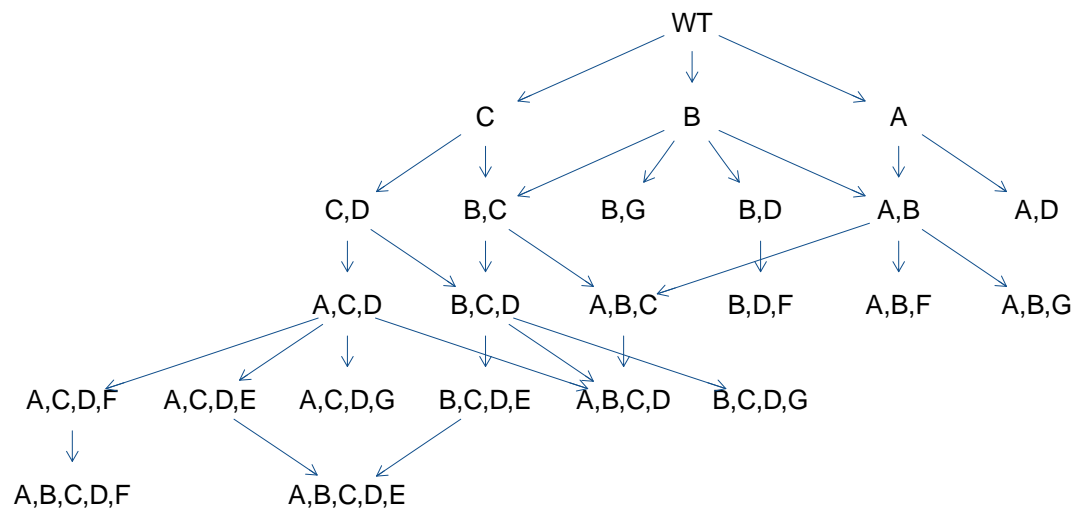 WT
C B A
C,D B,C B,G B,D A,B A,D
A,C,D B,C,D A,B,C B,D,F A,B,F A,B,G
A,C,D,F A,C,D,E A,C,D,G B,C,D,E A,B,C,D B,C,D,G
A,B,C,D,F A,B,C,D,E